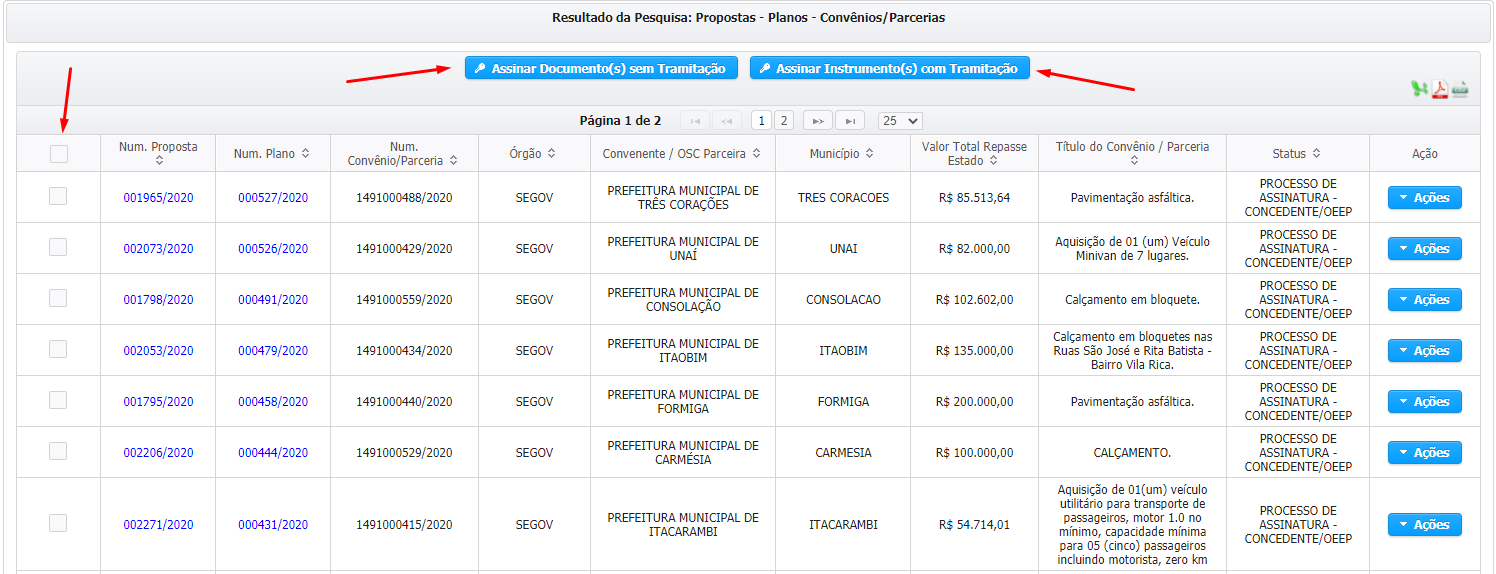 Resultado da Pesquisa: Propostas - Planos - Convênios/Parcerias
Assinar Documento(s) sem Tramitação
Assinar Instrumento(s) com Tramitação
Página 1 de 2
1
2
25
Num. Proposta
Num. Plano
Num.
Convênio/Parceria
Órgão
Convenente / OSC Parceira
Município
Valor Total Repasse
Estado
Título do Convênio / Parceria
Status
Ação
001965/2020
000527/2020
1491000488/2020
SEGOV
PREFEITURA MUNICIPAL DE
TRÊS CORAÇÕES
TRES CORACOES
R$ 85.513,64
Pavimentação asfáltica.
PROCESSO DE
ASSINATURA -
CONCEDENTE/OEEP
Ações
002073/2020
000526/2020
1491000429/2020
SEGOV
PREFEITURA MUNICIPAL DE
UNAÍ
UNAI
R$ 82.000,00
Aquisição de 01 (um) Veículo
Minivan de 7 lugares.
PROCESSO DE
ASSINATURA -
CONCEDENTE/OEEP
Ações
001798/2020
000491/2020
1491000559/2020
SEGOV
PREFEITURA MUNICIPAL DE
CONSOLAÇÃO
CONSOLACAO
R$ 102.602,00
Calçamento em bloquete.
PROCESSO DE
ASSINATURA -
CONCEDENTE/OEEP
Ações
002053/2020
000479/2020
1491000434/2020
SEGOV
PREFEITURA MUNICIPAL DE
ITAOBIM
ITAOBIM
R$ 135.000,00
Calçamento em bloquetes nas
Ruas São José e Rita Batista -
Bairro Vila Rica.
PROCESSO DE
ASSINATURA -
CONCEDENTE/OEEP
Ações
001795/2020
000458/2020
1491000440/2020
SEGOV
PREFEITURA MUNICIPAL DE
FORMIGA
FORMIGA
R$ 200.000,00
Pavimentação asfáltica.
PROCESSO DE
ASSINATURA -
CONCEDENTE/OEEP
Ações
002206/2020
000444/2020
1491000529/2020
SEGOV
PREFEITURA MUNICIPAL DE
CARMÉSIA
CARMESIA
R$ 100.000,00
CALÇAMENTO.
PROCESSO DE
ASSINATURA -
CONCEDENTE/OEEP
Ações
002271/2020
000431/2020
1491000415/2020
SEGOV
PREFEITURA MUNICIPAL DE
ITACARAMBI
ITACARAMBI
R$ 54.714,01
Aquisição de 01(um) veículo
utilitário para transporte de
passageiros, motor 1.0 no
mínimo, capacidade mínima
para 05 (cinco) passageiros
incluindo motorista, zero km
PROCESSO DE
ASSINATURA -
CONCEDENTE/OEEP
Ações